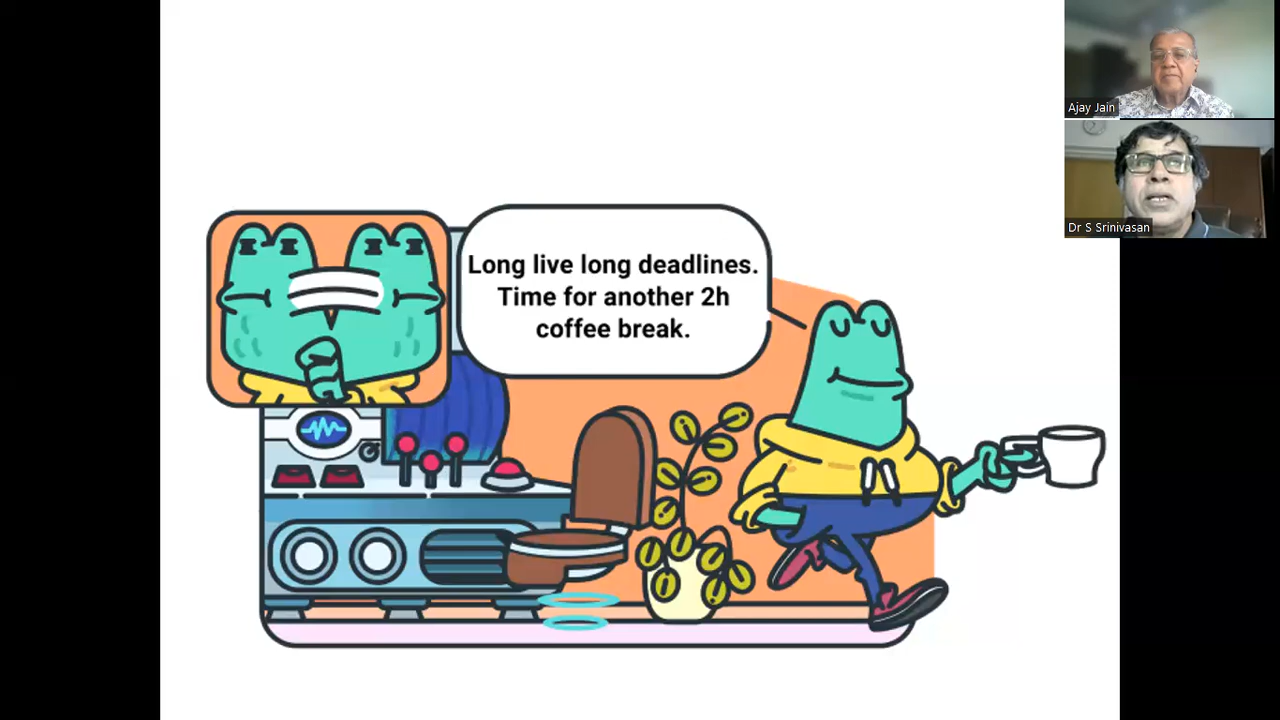 Long live long deadlines.
Time for another 2h
coffee break.
Ajay Jain
Dr S Srinivasan